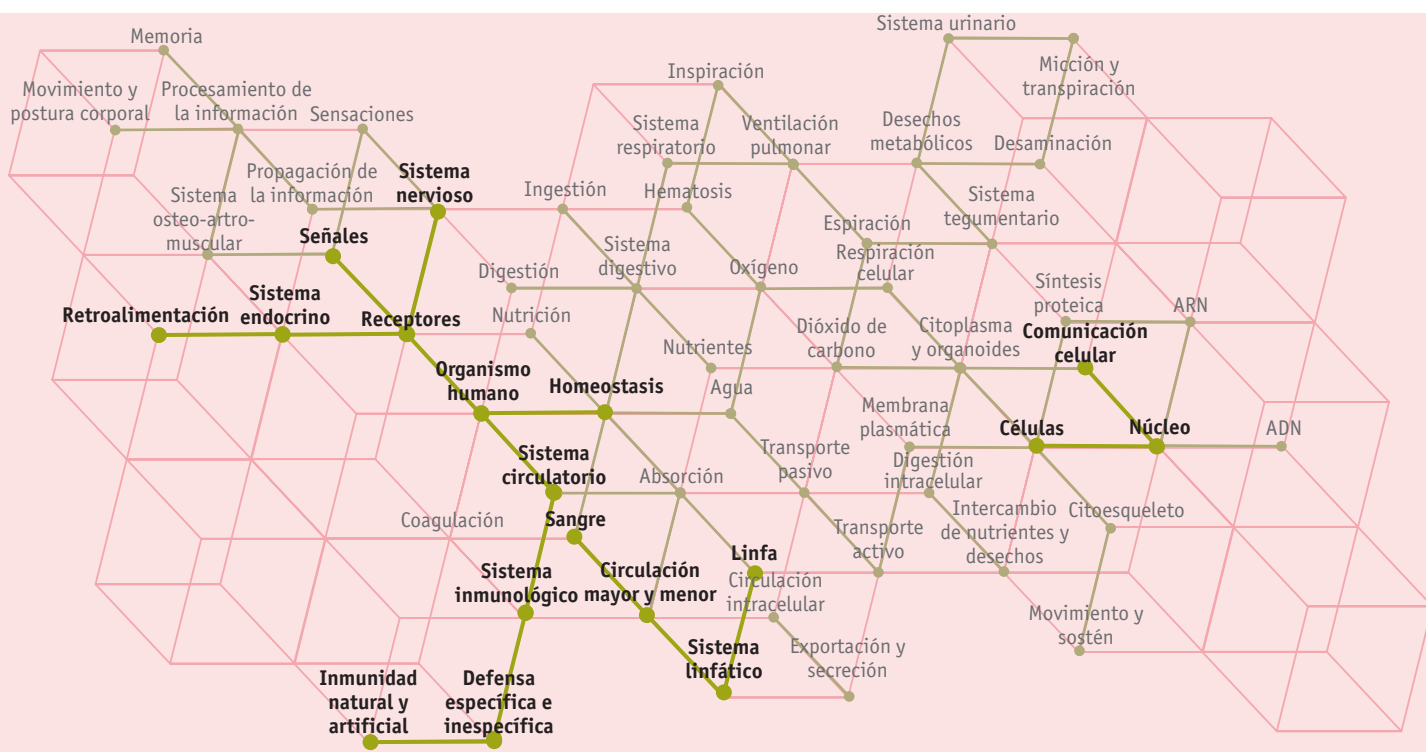 Sistema urinario
Memoria
Micción y
transpiración
Inspiración
Movimiento y
postura corporal
Procesamiento de
la información
Sensaciones
Sistema
respiratorio
Ventilación
pulmonar
Desechos
metabólicos
Desaminación
Propagación de
la información
Sistema
nervioso
Ingestión
Hematosis
Sistema
tegumentario
Sistema
osteo-artro-
muscular
Señales
Espiración
Respiración
celular
Sistema
digestivo
Oxígeno
Digestión
Síntesis
proteica
ARN
Retroalimentación
Sistema
endocrino
Receptores
Nutrición
Dióxido de
carbono
Citoplasma
y organoides
Comunicación
celular
Nutrientes
Organismo
humano
Homeostasis
Agua
Membrana
plasmática
Células
Núcleo
ADN
Sistema
circulatorio
Absorción
Transporte
pasivo
Digestión
intracelular
Coagulación
Sangre
Transporte
activo
Intercambio
de nutrientes y
desechos
Citoesqueleto
Linfa
Sistema
inmunológico
Circulación
mayor y menor
Circulación
intracelular
Movimiento y
sostén
Sistema
linfático
Exportación y
secreción
Inmunidad
natural y
artificial
Defensa
específica e
inespecífica